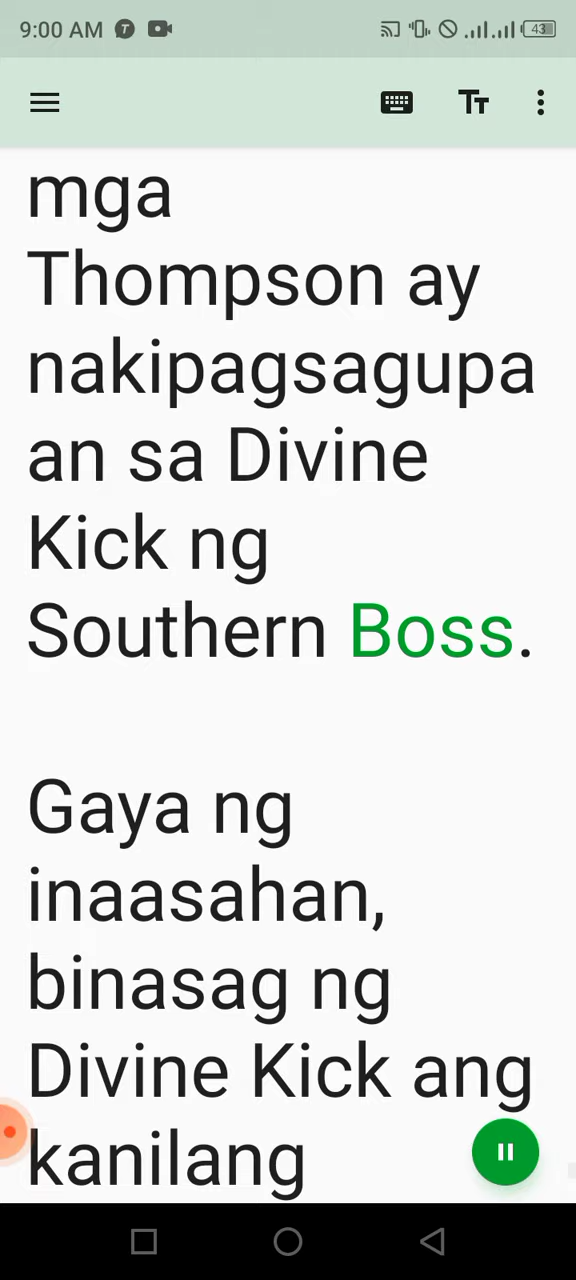 9:00 AM
43
mga
Thompson ay
nakipagsagupa
an sa Divine
Kick ng
Southern Boss.
Gaya ng
inaasahan,
binasag ng
Divine Kick ang
kanilang